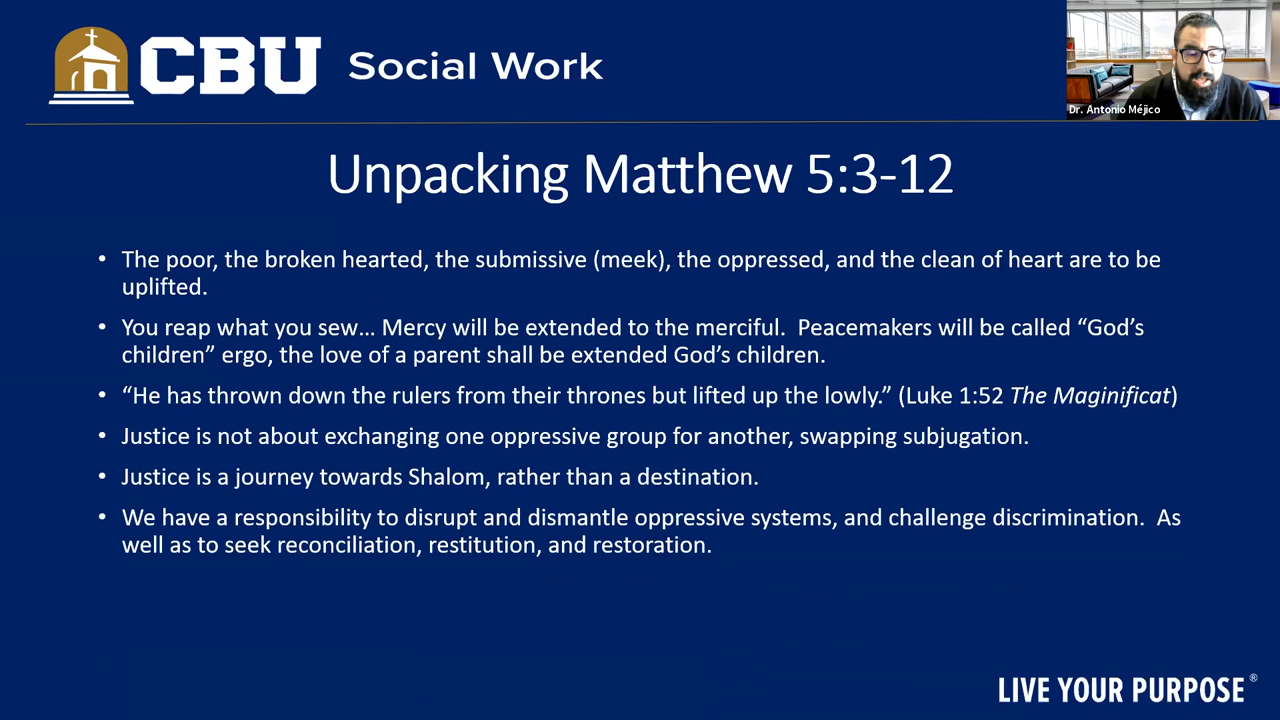 CBU Social Work
Dr. Antonio Méjico
Unpacking Matthew 5:3-12
• The poor, the broken hearted, the submissive (meek), the oppressed, and the clean of heart are to be
uplifted.
• You reap what you sew… Mercy will be extended to the merciful.  Peacemakers will be called “God’s
children” ergo, the love of a parent shall be extended God’s children.
• “He has thrown down the rulers from their thrones but lifted up the lowly.” (Luke 1:52 The Maginificat)
• Justice is not about exchanging one oppressive group for another, swapping subjugation.
• Justice is a journey towards Shalom, rather than a destination.
• We have a responsibility to disrupt and dismantle oppressive systems, and challenge discrimination.  As
well as to seek reconciliation, restitution, and restoration.
LIVE YOUR PURPOSE®